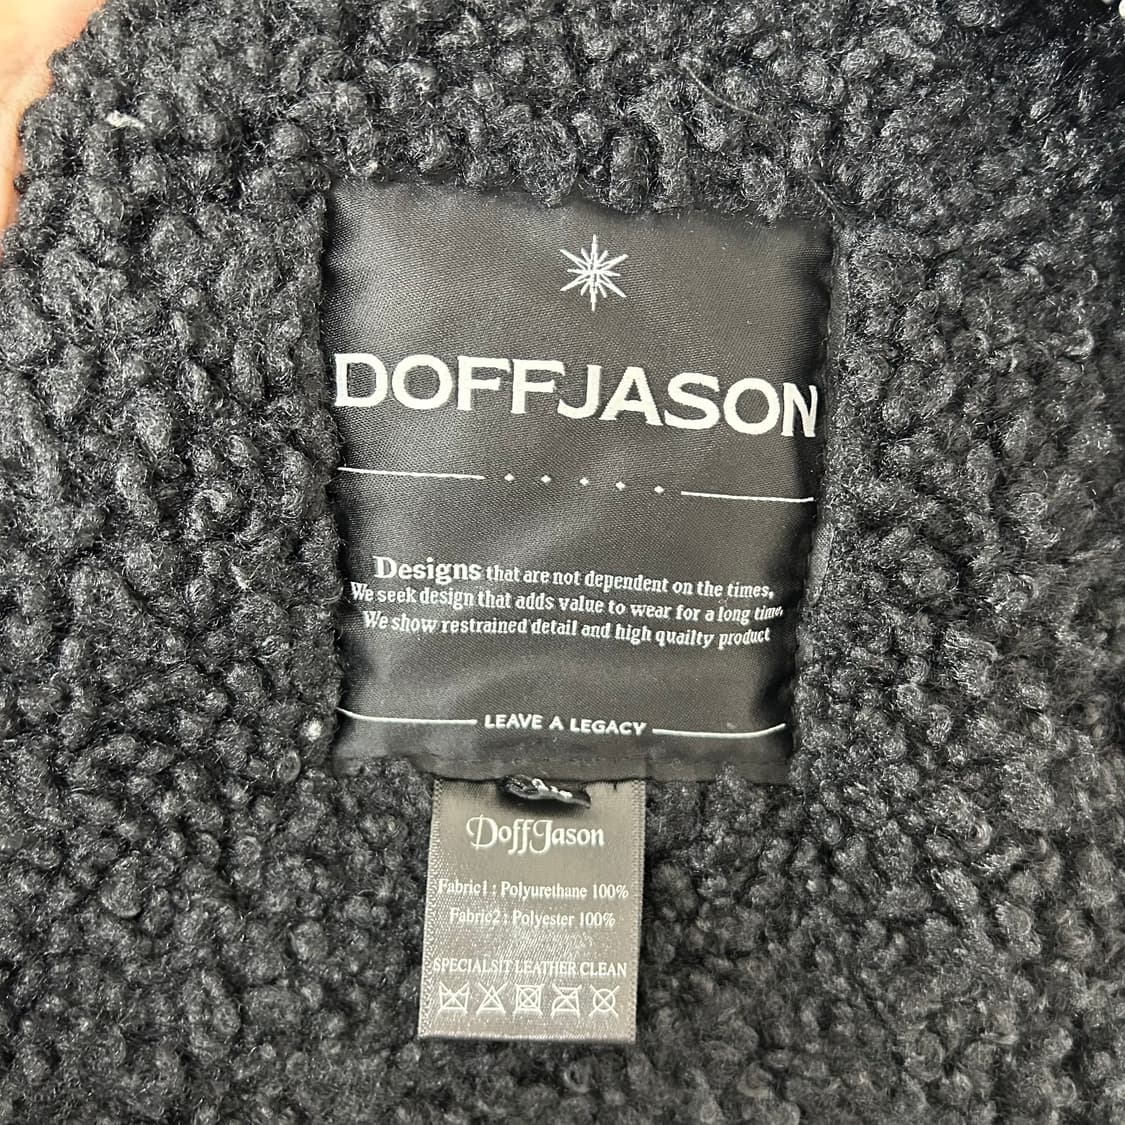 DOFFJASON
Designs that are not dependent on the times,
We seek design that adds value to wear for a long time,
We show restrained detail and high quailty product
LEAVE A LEGACY
DoffJason
Fabric1 : Polyurethane 100%
Fabric2 : Polyester 100%
SPECIALSIT LEATHER CLEAN